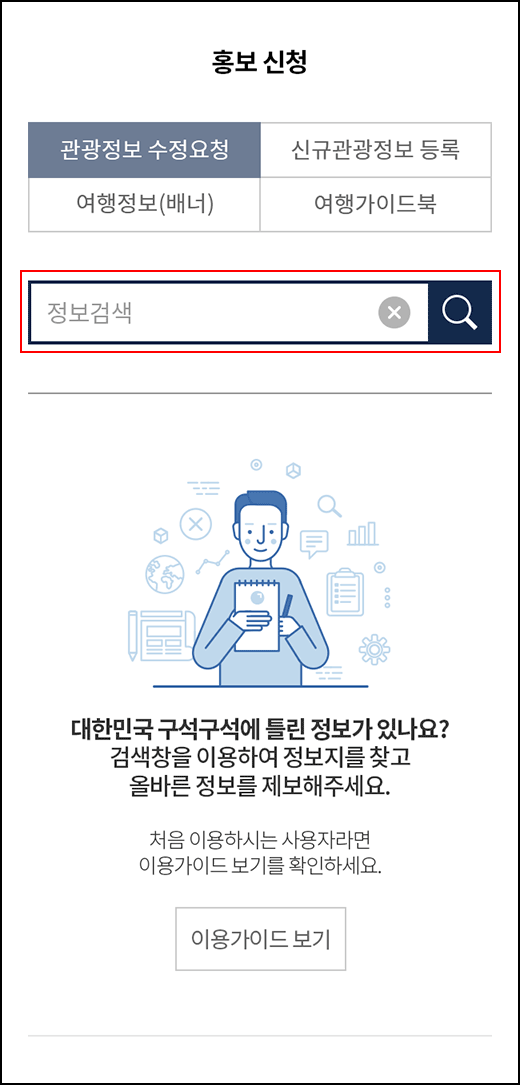 홍보 신청
관광정보 수정요청
신규관광정보 등록
여행정보(배너)
여행가이드북
정보검색
대한민국 구석구석에 틀린 정보가 있나요?
검색창을 이용하여 정보지를 찾고
올바른 정보를 제보해주세요.
처음 이용하시는 사용자라면
이용가이드 보기를 확인하세요.
이용가이드 보기